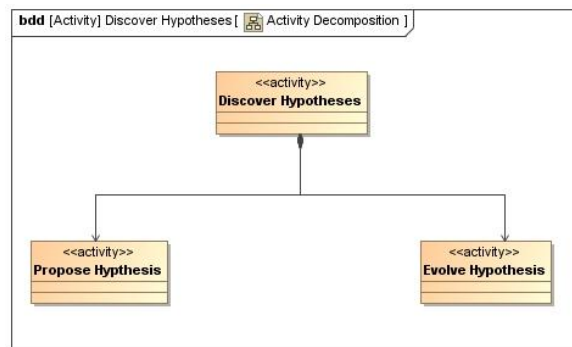 bdd [Activity] Discover Hypotheses [ Activity Decomposition ]
<<activity>>
Discover Hypotheses
<<activity>>
Propose Hypthesis
<<activity>>
Evolve Hypothesis